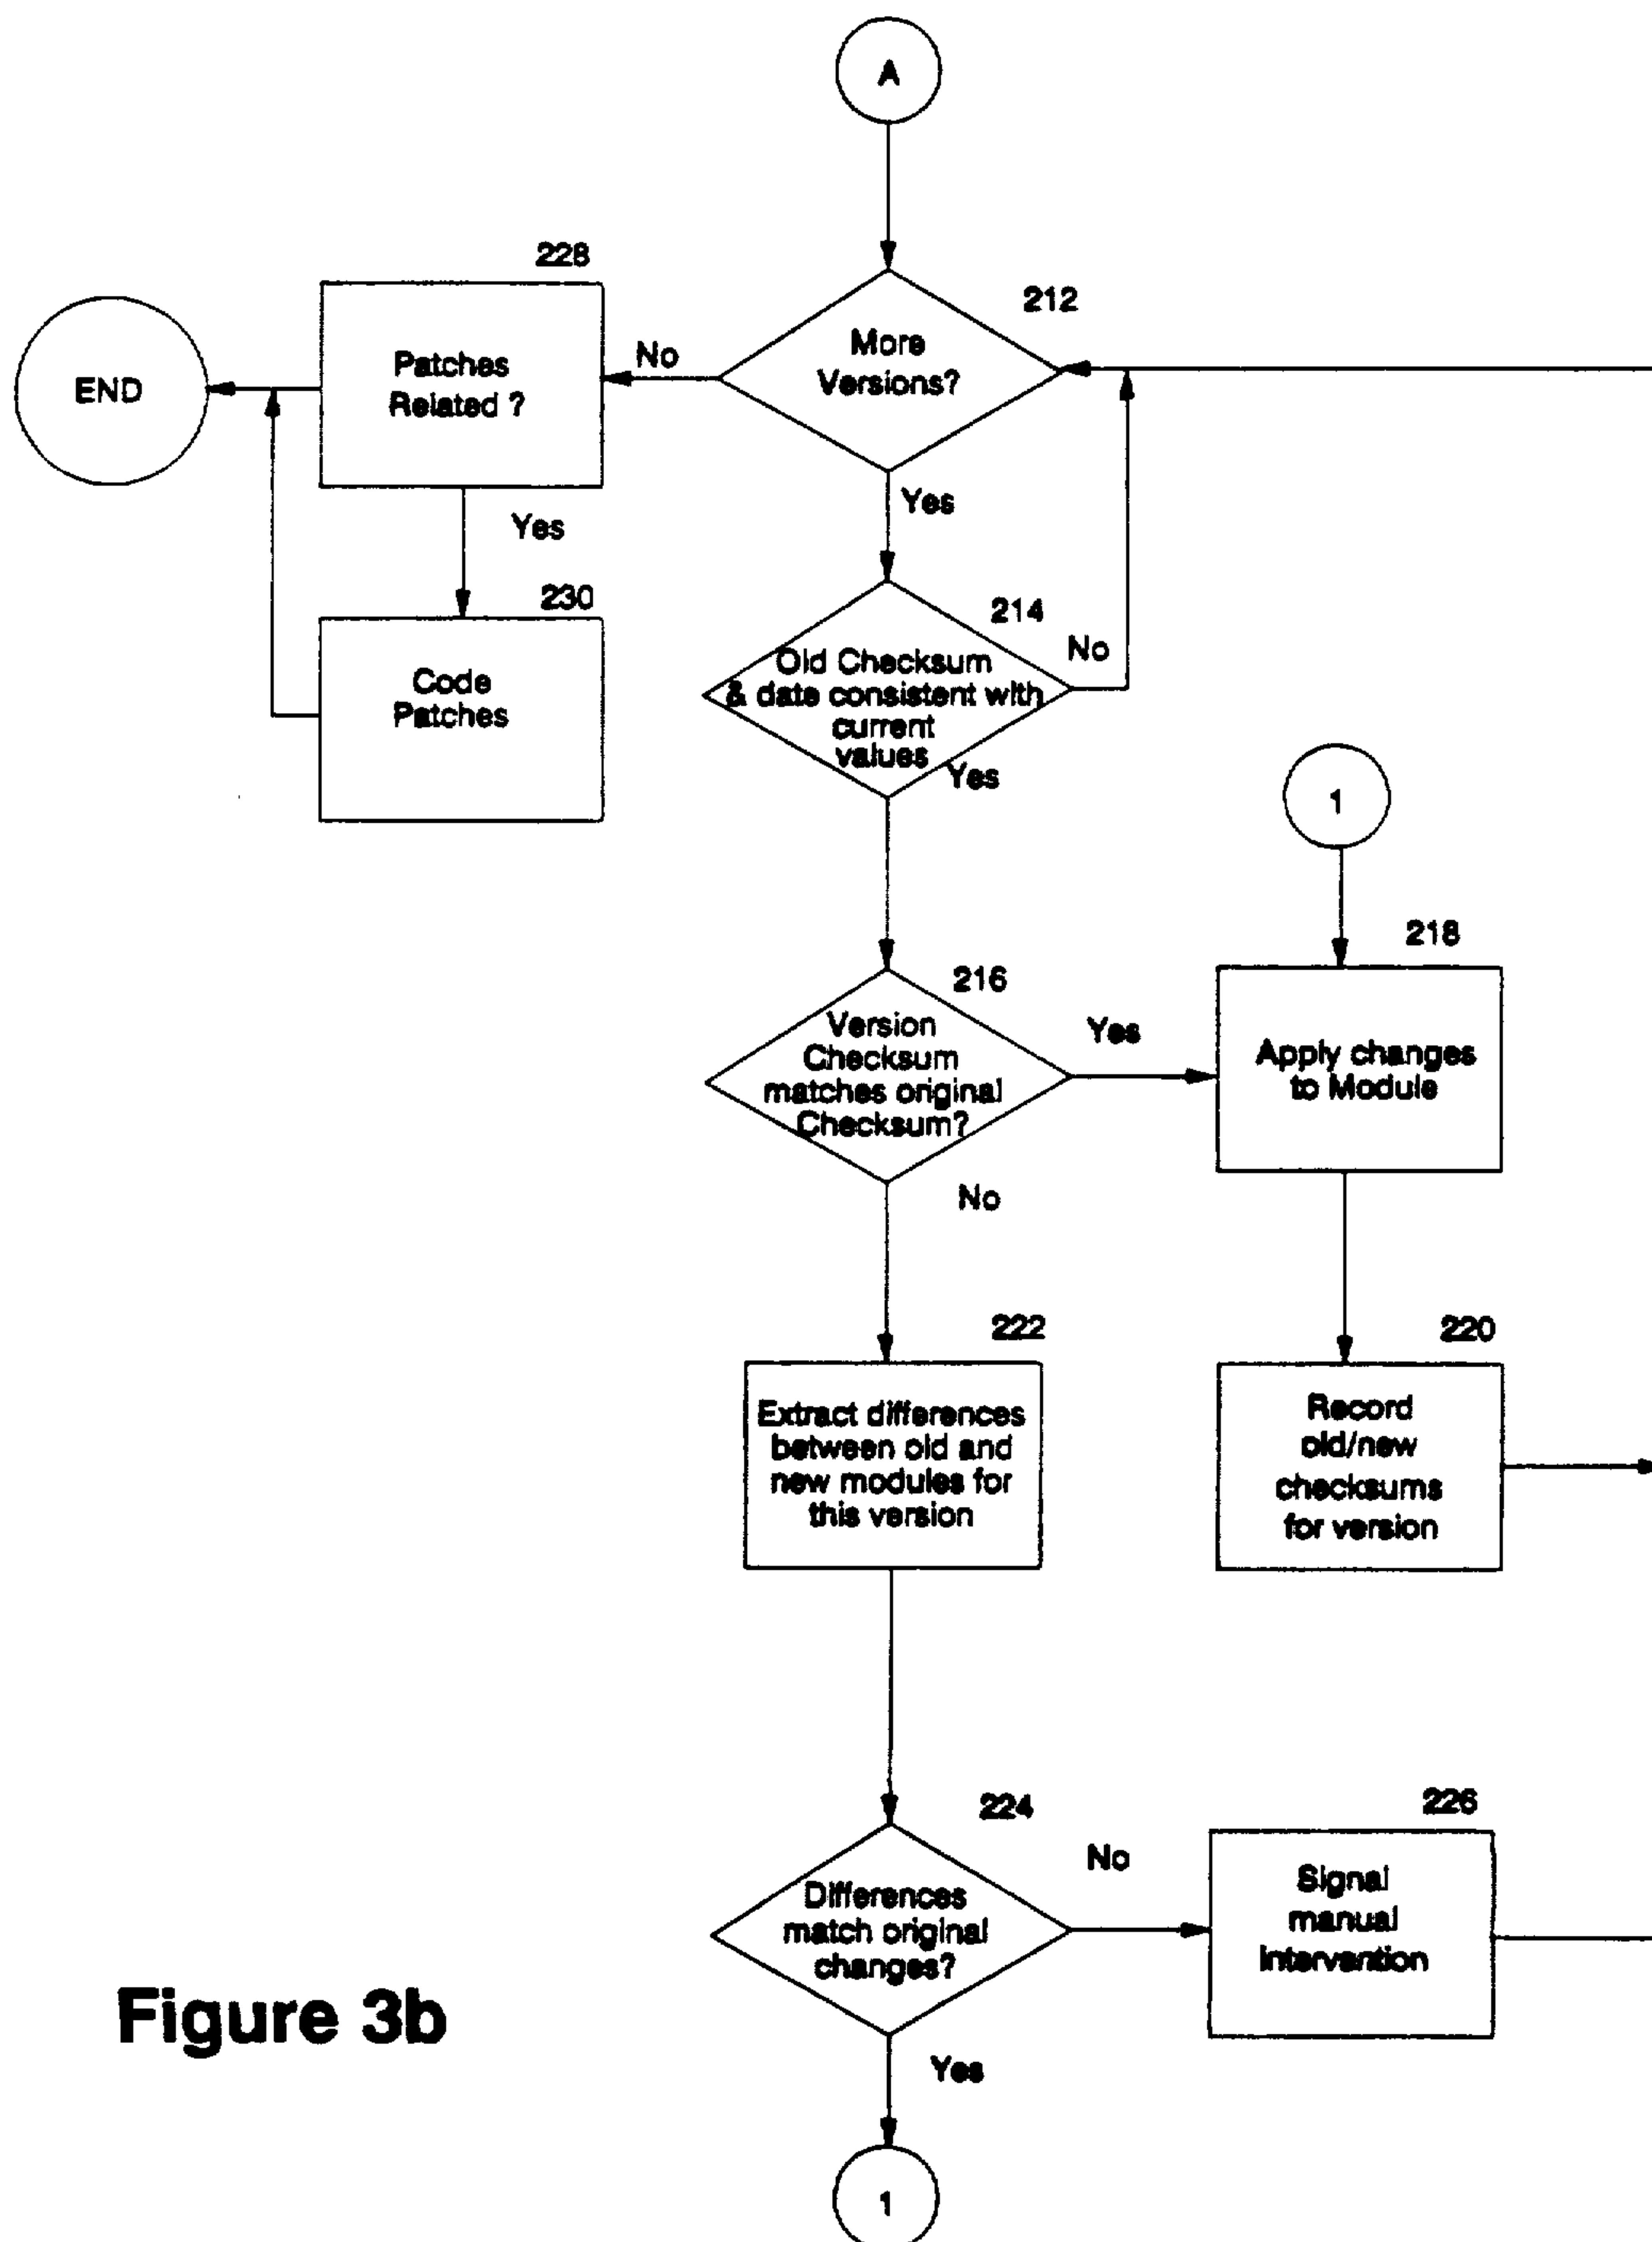 A
228
212
Patches
Related ?
No
More
Versions?
END
Yes
Yes
230
Code
Patches
214
Old Checksum
& date consistent with
current
values
No
Yes
1
218
216
Version
Checksum
matches original
Checksum?
Yes
Apply changes
to Module
No
222
220
Extract differences
between old and
new modules for
this version
Record
old/new
checksums
for version
224
226
Differences
match original
changes?
No
Signal
manual
Intervention
Figure 3b
Yes
1